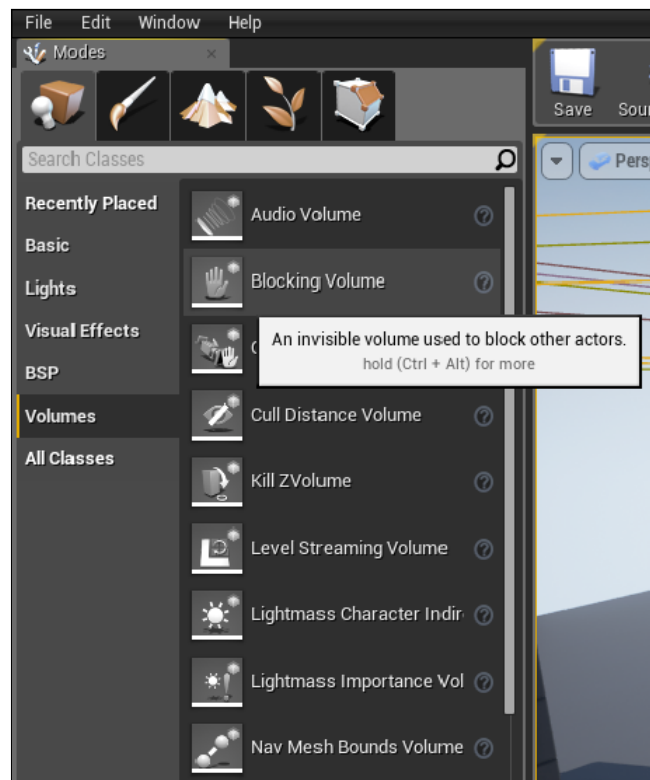 File Edit Window Help
Modes
Save
Search Classes
Recently Placed
Basic
Lights
Visual Effects
BSP
Volumes
All Classes
Audio Volume
Blocking Volume
An invisible volume used to block other actors.
hold (Ctrl + Alt) for more
Cull Distance Volume
Kill ZVolume
Level Streaming Volume
Lightmass Character Indir
Lightmass Importance Vol
Nav Mesh Bounds Volume